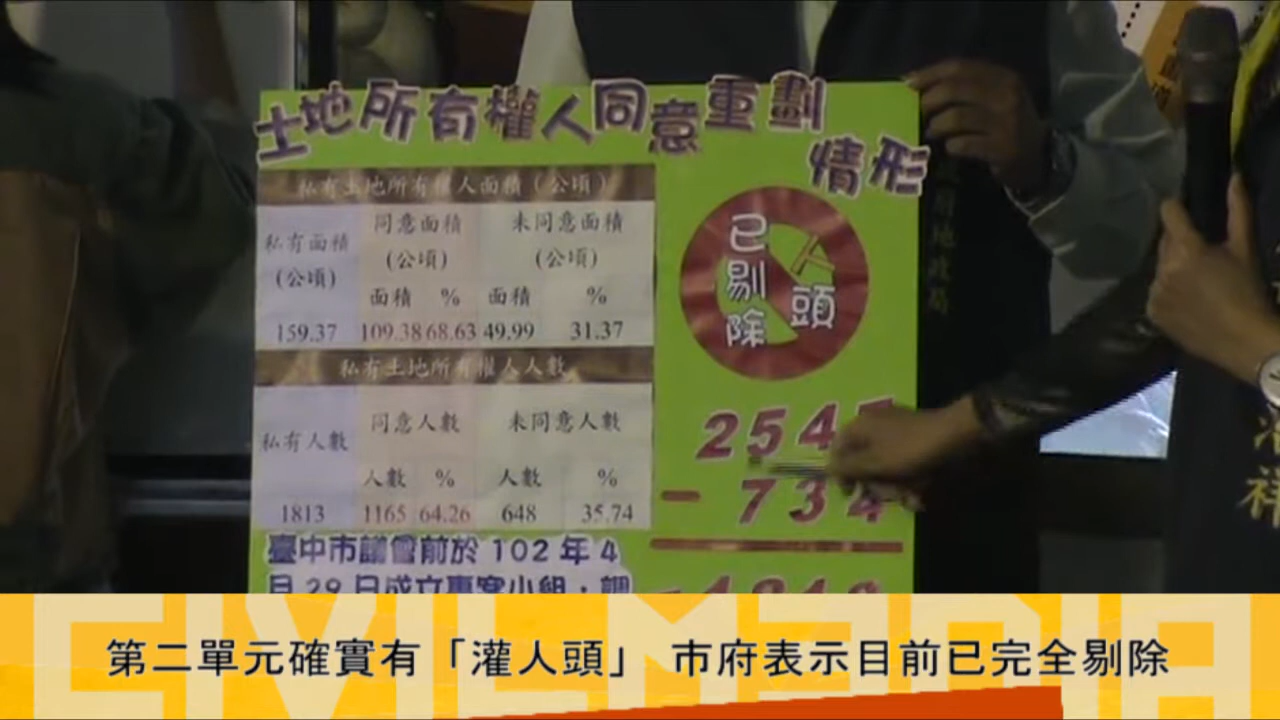 土地所有權人同意重劃
情形
私有土地所有權人面積（公頃）
私有面積
(公頃)
同意面積
(公頃)
未同意面積
(公頃)
面積 % 面積 %
159.37 109.38 68.63 49.99 31.37
私有土地所有權人人數
私有人數
同意人數 未同意人數
人數 % 人數 %
1813 1165 64.26 648 35.74
臺中市議會前於 102 年 4
月 29 日成立專案小組，調
已剔除
人頭
254
- 734
祥
CIVILMEDIA
第二單元確實有「灌人頭」 市府表示目前已完全剔除